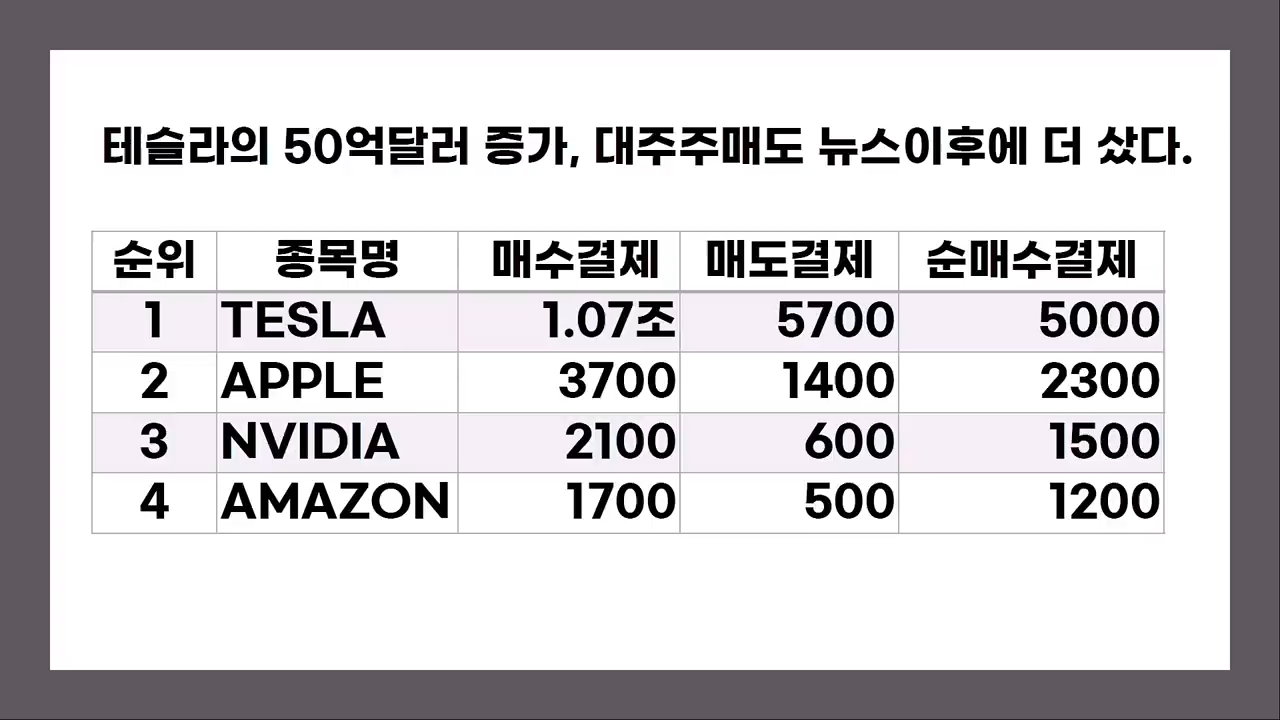 테슬라의 50억달러 증가, 대주주매도 뉴스이후에 더 샀다.
순위 종목명 매수결제 매도결제 순매수결제
1 TESLA 1.07조 5700 5000
2 APPLE 3700 1400 2300
3 NVIDIA 2100 600 1500
4 AMAZON 1700 500 1200